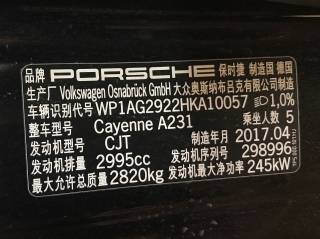 品牌 PORSCHE 保时捷 制造国 德国
生产厂 Volkswagen Osnabrück GmbH 大众奥斯纳布吕克有限公司
车辆识别代号 WP1AG2922HKA10057 1,0%
整车型号 Cayenne A231 乘坐人数 5
发动机型号 CJT 制造年月 2017.04
发动机排量 2995cc 发动机序列号 298996
最大允许总质量 2820kg 发动机最大净功率 245kW